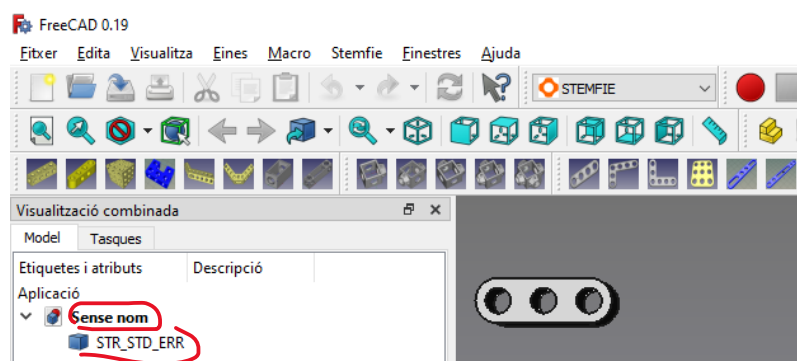 FreeCAD 0.19
Fitxer Edita Visualitza Eines Macro Stemfie Finestres Ajuda
STEMFIE
Visualització combinada
Model Tasques
Etiquetes i atributs Descripció
Aplicació
Sense nom
STR_STD_ERR